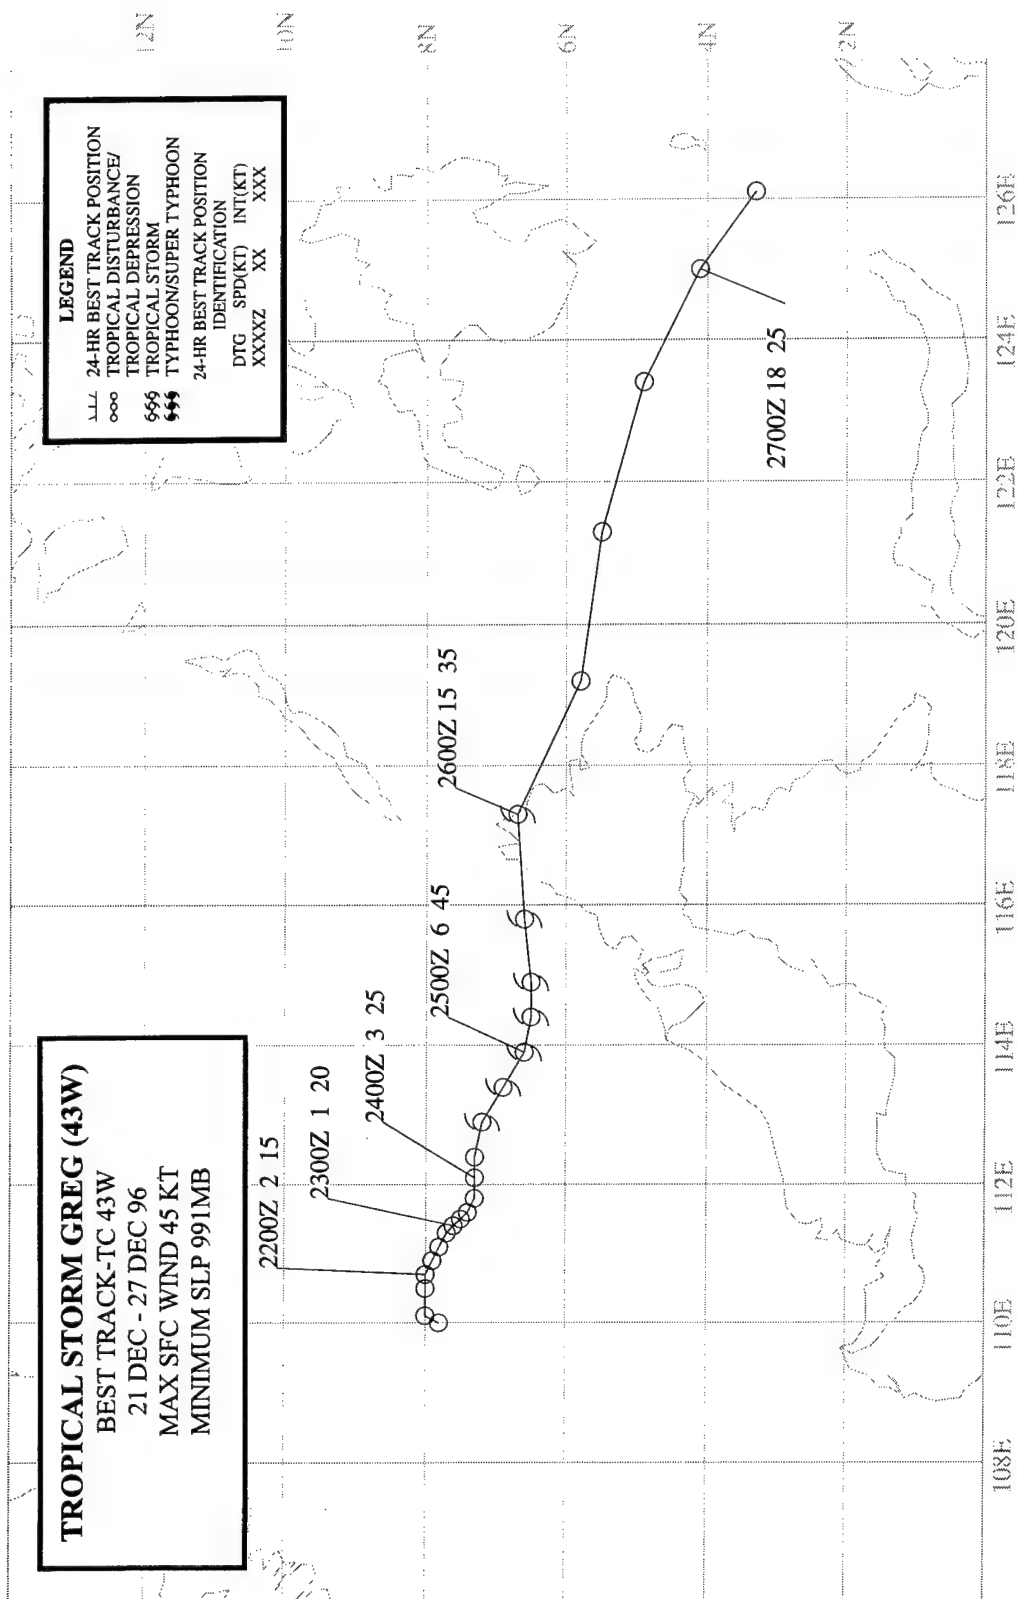 TROPICAL STORM GREG (43W)
BEST TRACK-TC 43W
21 DEC - 27 DEC 96
MAX SFC WIND 45 KT
MINIMUM SLP 991MB
LEGEND
24-HR BEST TRACK POSITION
TROPICAL DISTURBANCE/
TROPICAL DEPRESSION
TROPICAL STORM
TYPHOON/SUPER TYPHOON
24-HR BEST TRACK POSITION
IDENTIFICATION
DTG SPD(KT) INT(KT)
XXXXZ XX XXX
2200Z 2 15
2300Z 1 20
2400Z 3 25
2500Z 6 45
2600Z 15 35
2700Z 18 25
12N
10N
8N
6N
4N
2N
108E
110E
112E
114E
116E
118E
120E
122E
124E
126E